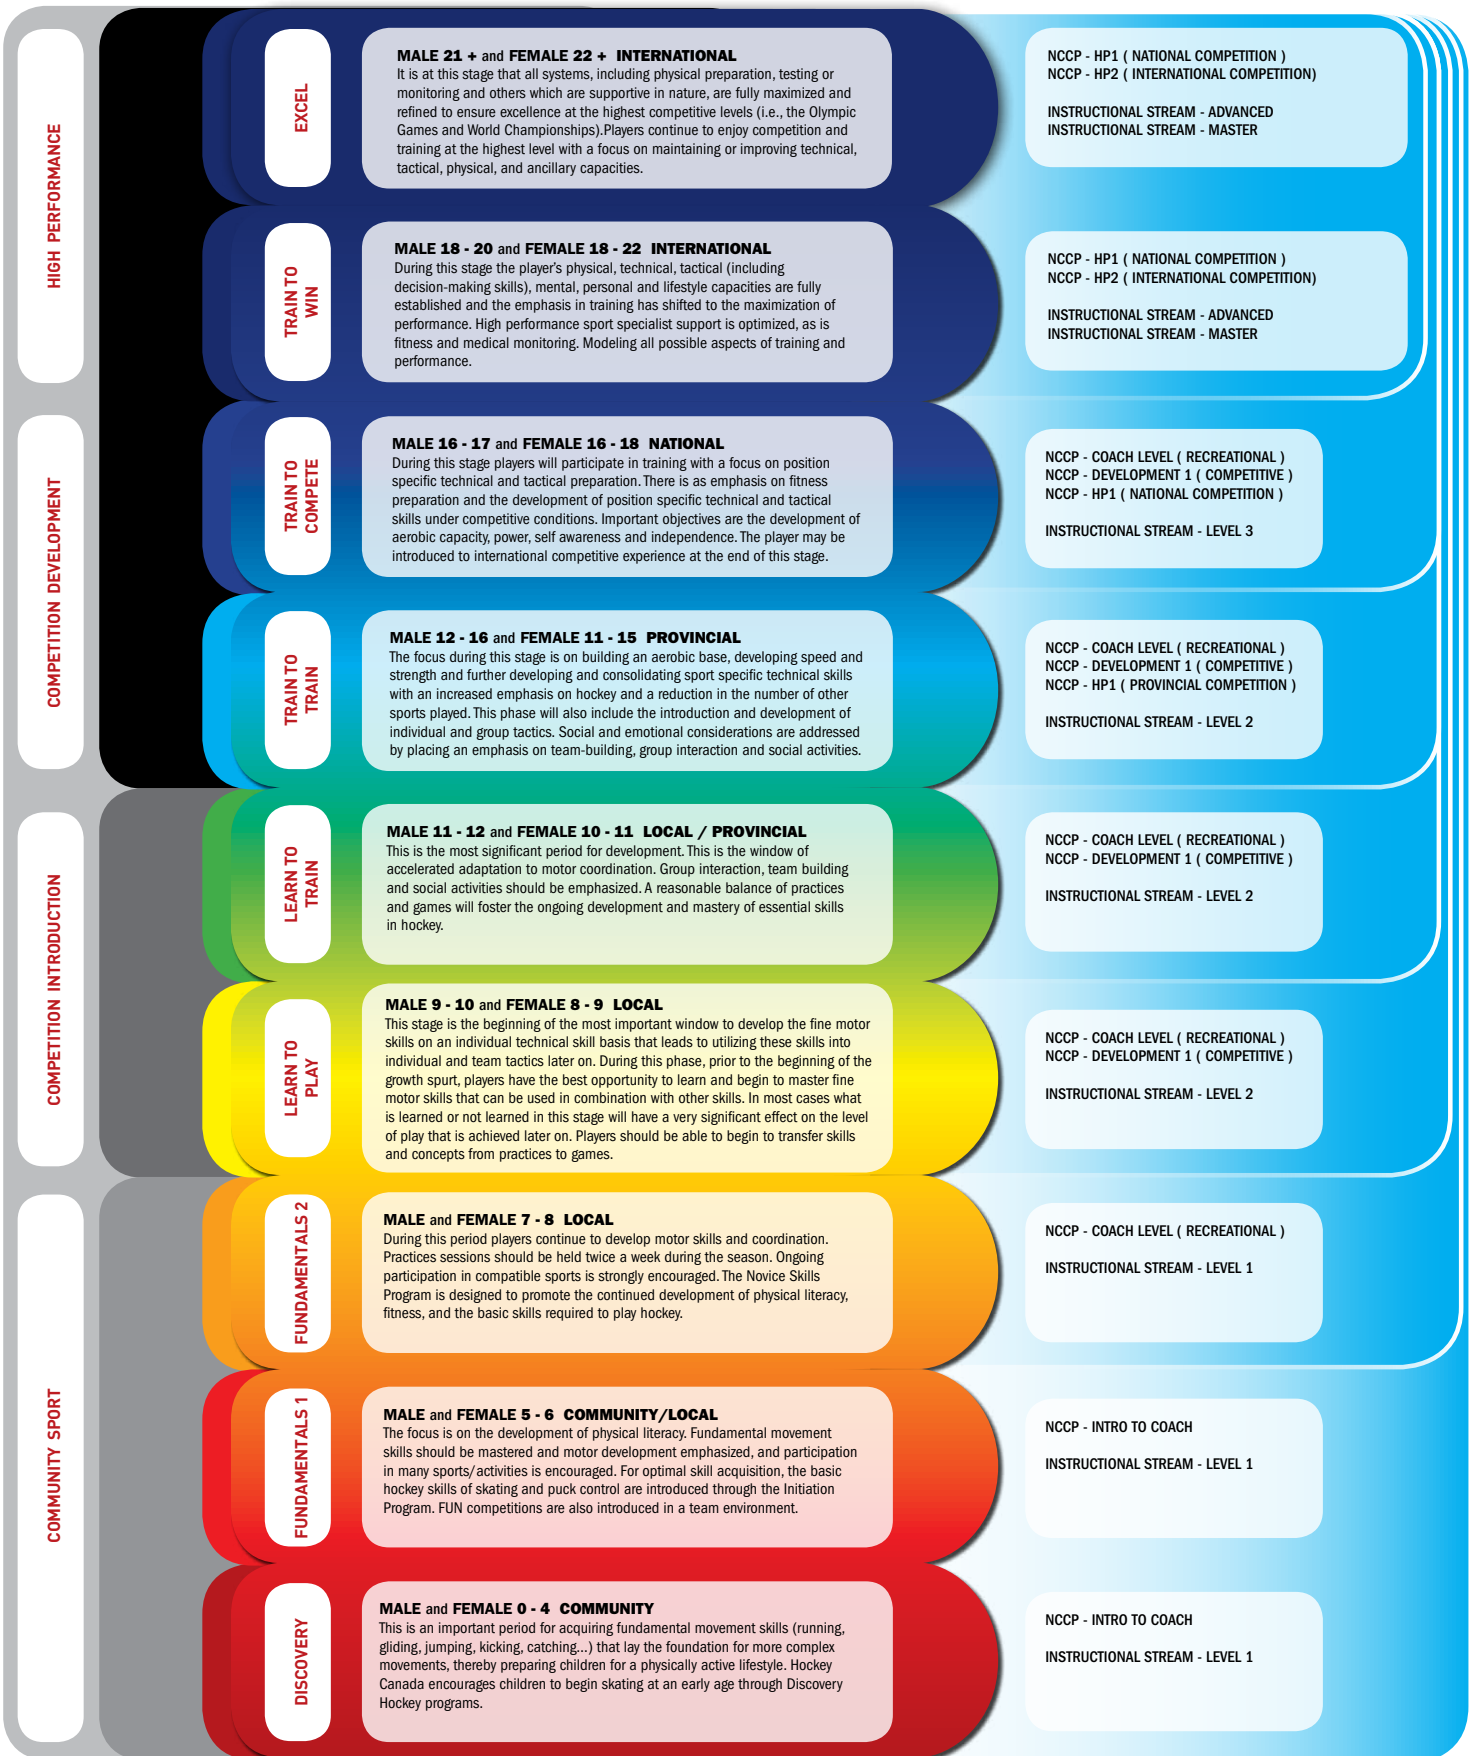 HIGH PERFORMANCE
EXCEL
MALE 21 + and FEMALE 22 + INTERNATIONAL
It is at this stage that all systems, including physical preparation, testing or
monitoring and others which are supportive in nature, are fully maximized and
refined to ensure excellence at the highest competitive levels (i.e., the Olympic
Games and World Championships).Players continue to enjoy competition and
training at the highest level with a focus on maintaining or improving technical,
tactical, physical, and ancillary capacities.
NCCP - HP1 ( NATIONAL COMPETITION )
NCCP - HP2 ( INTERNATIONAL COMPETITION)
INSTRUCTIONAL STREAM - ADVANCED
INSTRUCTIONAL STREAM - MASTER
TRAIN TO
WIN
MALE 18 - 20 and FEMALE 18 - 22 INTERNATIONAL
During this stage the player's physical, technical, tactical (including
decision-making skills), mental, personal and lifestyle capacities are fully
established and the emphasis in training has shifted to the maximization of
performance. High performance sport specialist support is optimized, as is
fitness and medical monitoring. Modeling all possible aspects of training and
performance.
NCCP - HP1 ( NATIONAL COMPETITION )
NCCP - HP2 ( INTERNATIONAL COMPETITION)
INSTRUCTIONAL STREAM - ADVANCED
INSTRUCTIONAL STREAM - MASTER
COMPETITION DEVELOPMENT
TRAIN TO
COMPETE
MALE 16 - 17 and FEMALE 16 - 18 NATIONAL
During this stage players will participate in training with a focus on position
specific technical and tactical preparation. There is as emphasis on fitness
preparation and the development of position specific technical and tactical
skills under competitive conditions. Important objectives are the development of
aerobic capacity, power, self awareness and independence. The player may be
introduced to international competitive experience at the end of this stage.
NCCP - COACH LEVEL ( RECREATIONAL )
NCCP - DEVELOPMENT 1 ( COMPETITIVE )
NCCP - HP1 ( NATIONAL COMPETITION )
INSTRUCTIONAL STREAM - LEVEL 3
TRAIN TO
TRAIN
MALE 12 - 16 and FEMALE 11 - 15 PROVINCIAL
The focus during this stage is on building an aerobic base, developing speed and
strength and further developing and consolidating sport specific technical skills
with an increased emphasis on hockey and a reduction in the number of other
sports played. This phase will also include the introduction and development of
individual and group tactics. Social and emotional considerations are addressed
by placing an emphasis on team-building, group interaction and social activities.
NCCP - COACH LEVEL ( RECREATIONAL )
NCCP - DEVELOPMENT 1 ( COMPETITIVE )
NCCP - HP1 ( PROVINCIAL COMPETITION )
INSTRUCTIONAL STREAM - LEVEL 2
COMPETITION INTRODUCTION
LEARN TO
TRAIN
MALE 11 - 12 and FEMALE 10 - 11 LOCAL / PROVINCIAL
This is the most significant period for development. This is the window of
accelerated adaptation to motor coordination. Group interaction, team building
and social activities should be emphasized. A reasonable balance of practices
and games will foster the ongoing development and mastery of essential skills
in hockey.
NCCP - COACH LEVEL ( RECREATIONAL )
NCCP - DEVELOPMENT 1 ( COMPETITIVE )
INSTRUCTIONAL STREAM - LEVEL 2
LEARN TO
PLAY
MALE 9 - 10 and FEMALE 8 - 9 LOCAL
This stage is the beginning of the most important window to develop the fine motor
skills on an individual technical skill basis that leads to utilizing these skills into
individual and team tactics later on. During this phase, prior to the beginning of the
growth spurt, players have the best opportunity to learn and begin to master fine
motor skills that can be used in combination with other skills. In most cases what
is learned or not learned in this stage will have a very significant effect on the level
of play that is achieved later on. Players should be able to begin to transfer skills
and concepts from practices to games.
NCCP - COACH LEVEL ( RECREATIONAL )
NCCP - DEVELOPMENT 1 ( COMPETITIVE )
INSTRUCTIONAL STREAM - LEVEL 2
COMMUNITY SPORT
FUNDAMENTALS 2
MALE and FEMALE 7 - 8 LOCAL
During this period players continue to develop motor skills and coordination.
Practices sessions should be held twice a week during the season. Ongoing
participation in compatible sports is strongly encouraged. The Novice Skills
Program is designed to promote the continued development of physical literacy,
fitness, and the basic skills required to play hockey.
NCCP - COACH LEVEL ( RECREATIONAL )
INSTRUCTIONAL STREAM - LEVEL 1
FUNDAMENTALS 1
MALE and FEMALE 5 - 6 COMMUNITY/LOCAL
The focus is on the development of physical literacy. Fundamental movement
skills should be mastered and motor development emphasized, and participation
in many sports/activities is encouraged. For optimal skill acquisition, the basic
hockey skills of skating and puck control are introduced through the Initiation
Program. FUN competitions are also introduced in a team environment.
NCCP - INTRO TO COACH
INSTRUCTIONAL STREAM - LEVEL 1
DISCOVERY
MALE and FEMALE 0 - 4 COMMUNITY
This is an important period for acquiring fundamental movement skills (running,
gliding, jumping, kicking, catching...) that lay the foundation for more complex
movements, thereby preparing children for a physically active lifestyle. Hockey
Canada encourages children to begin skating at an early age through Discovery
Hockey programs.
NCCP - INTRO TO COACH
INSTRUCTIONAL STREAM - LEVEL 1